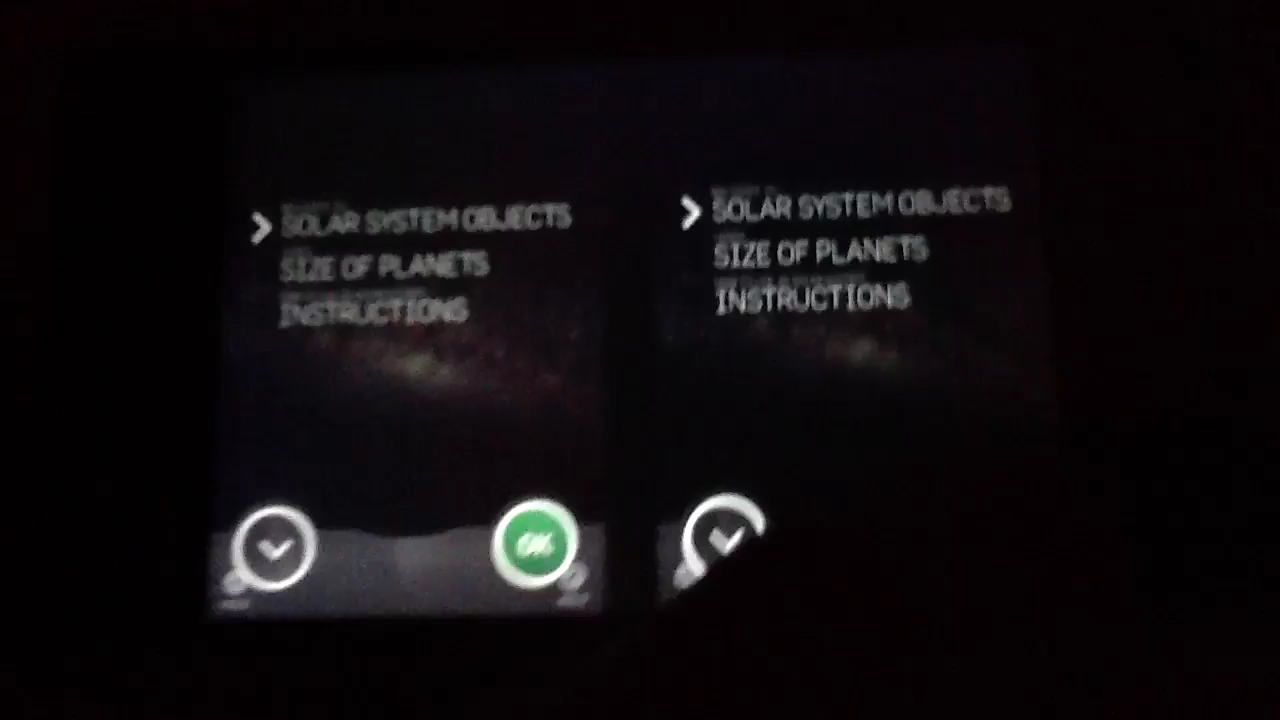 SOLAR SYSTEM OBJECTS
SIZE OF PLANETS
INSTRUCTIONS
OK
SOLAR SYSTEM OBJECTS
SIZE OF PLANETS
INSTRUCTIONS